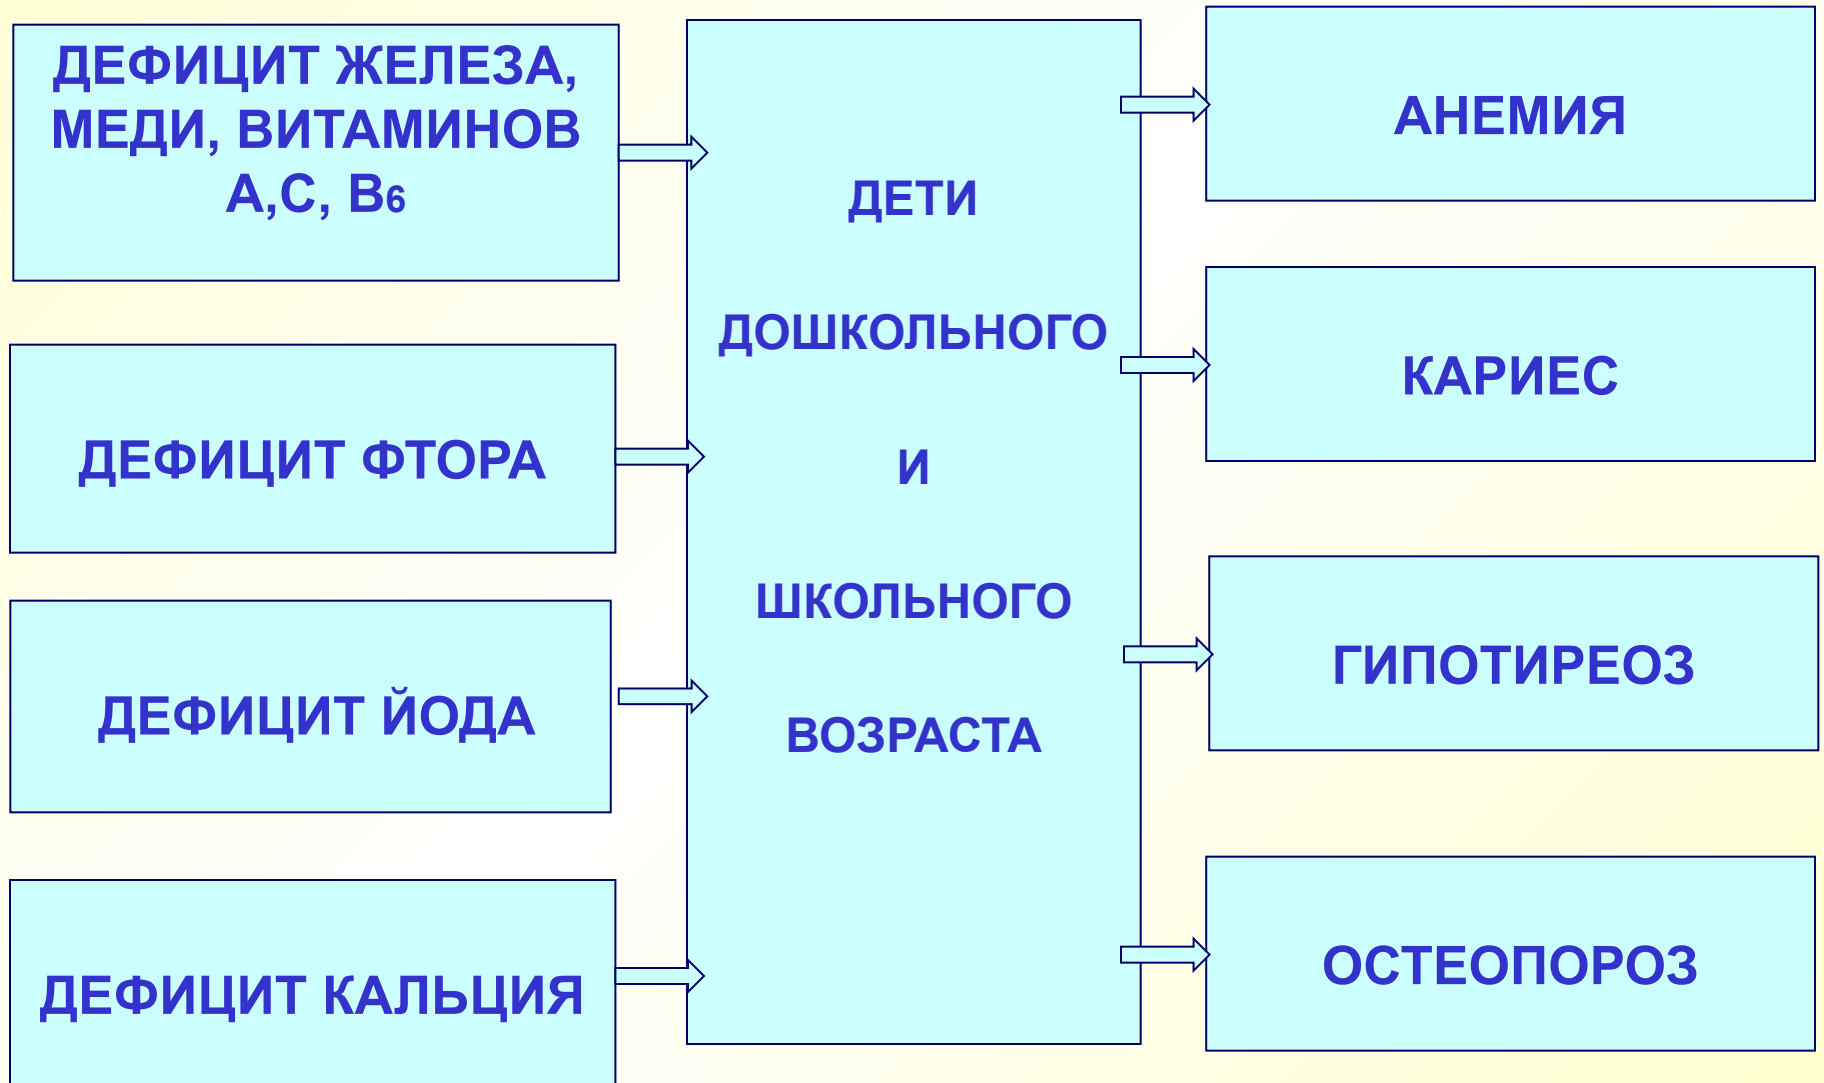 ДЕФИЦИТ ЖЕЛЕЗА,
МЕДИ, ВИТАМИНОВ
А,С, В6
ДЕФИЦИТ ФТОРА
ДЕФИЦИТ ЙОДА
ДЕФИЦИТ КАЛЬЦИЯ
ДЕТИ
ДОШКОЛЬНОГО
И
ШКОЛЬНОГО
ВОЗРАСТА
АНЕМИЯ
КАРИЕС
ГИПОТИРЕОЗ
ОСТЕОПОРОЗ